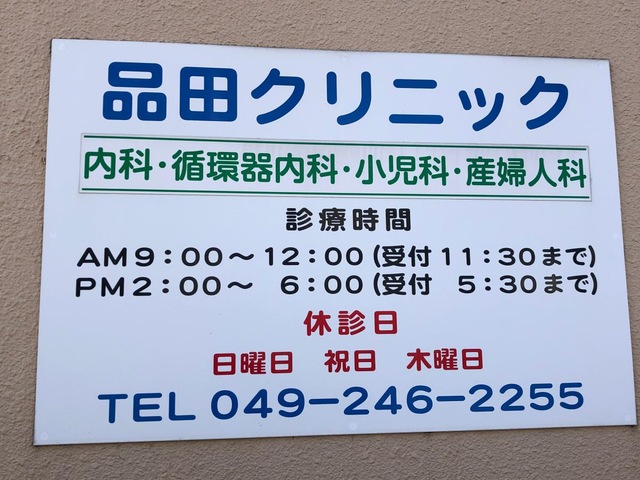 品田クリニック
内科・循環器内科・小児科・産婦人科
診療時間
AM9：00～12：00(受付11：30まで)
PM2：00～ 6：00(受付 5：30まで)
休診日
日曜日 祝日 木曜日
TEL 049-246-2255